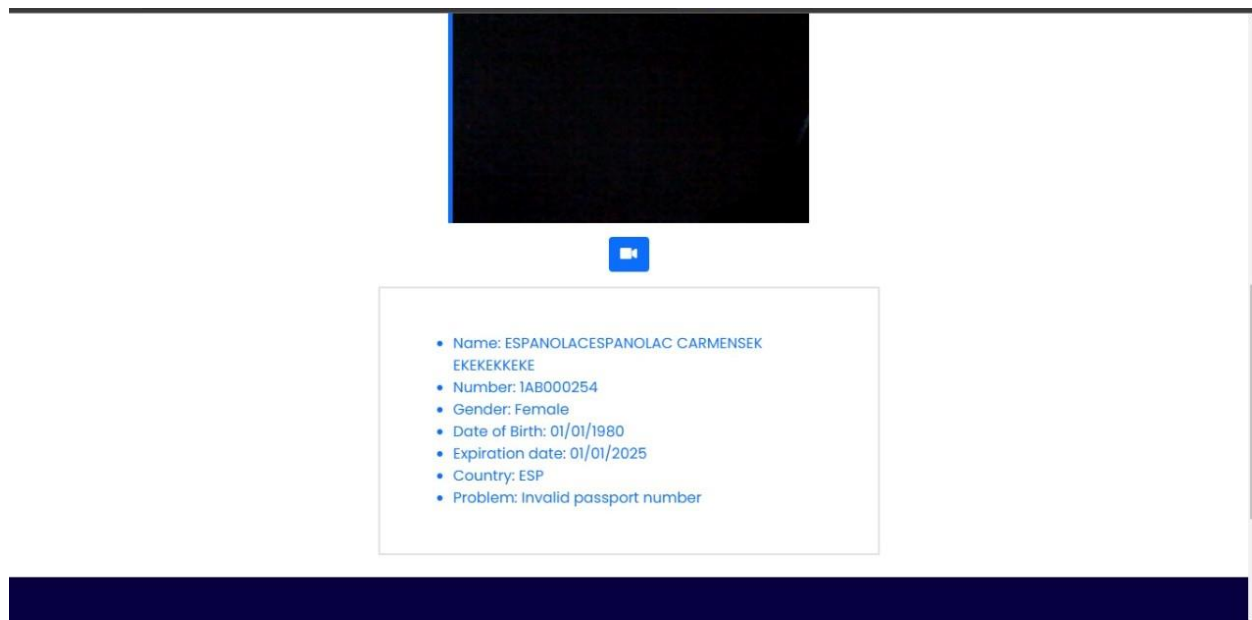 Name: ESPANOLACESPANOLAC CARMENSEK
EKEKEKKEKE
Number: 1AB000254
Gender: Female
Date of Birth: 01/01/1980
Expiration date: 01/01/2025
Country: ESP
Problem: Invalid passport number